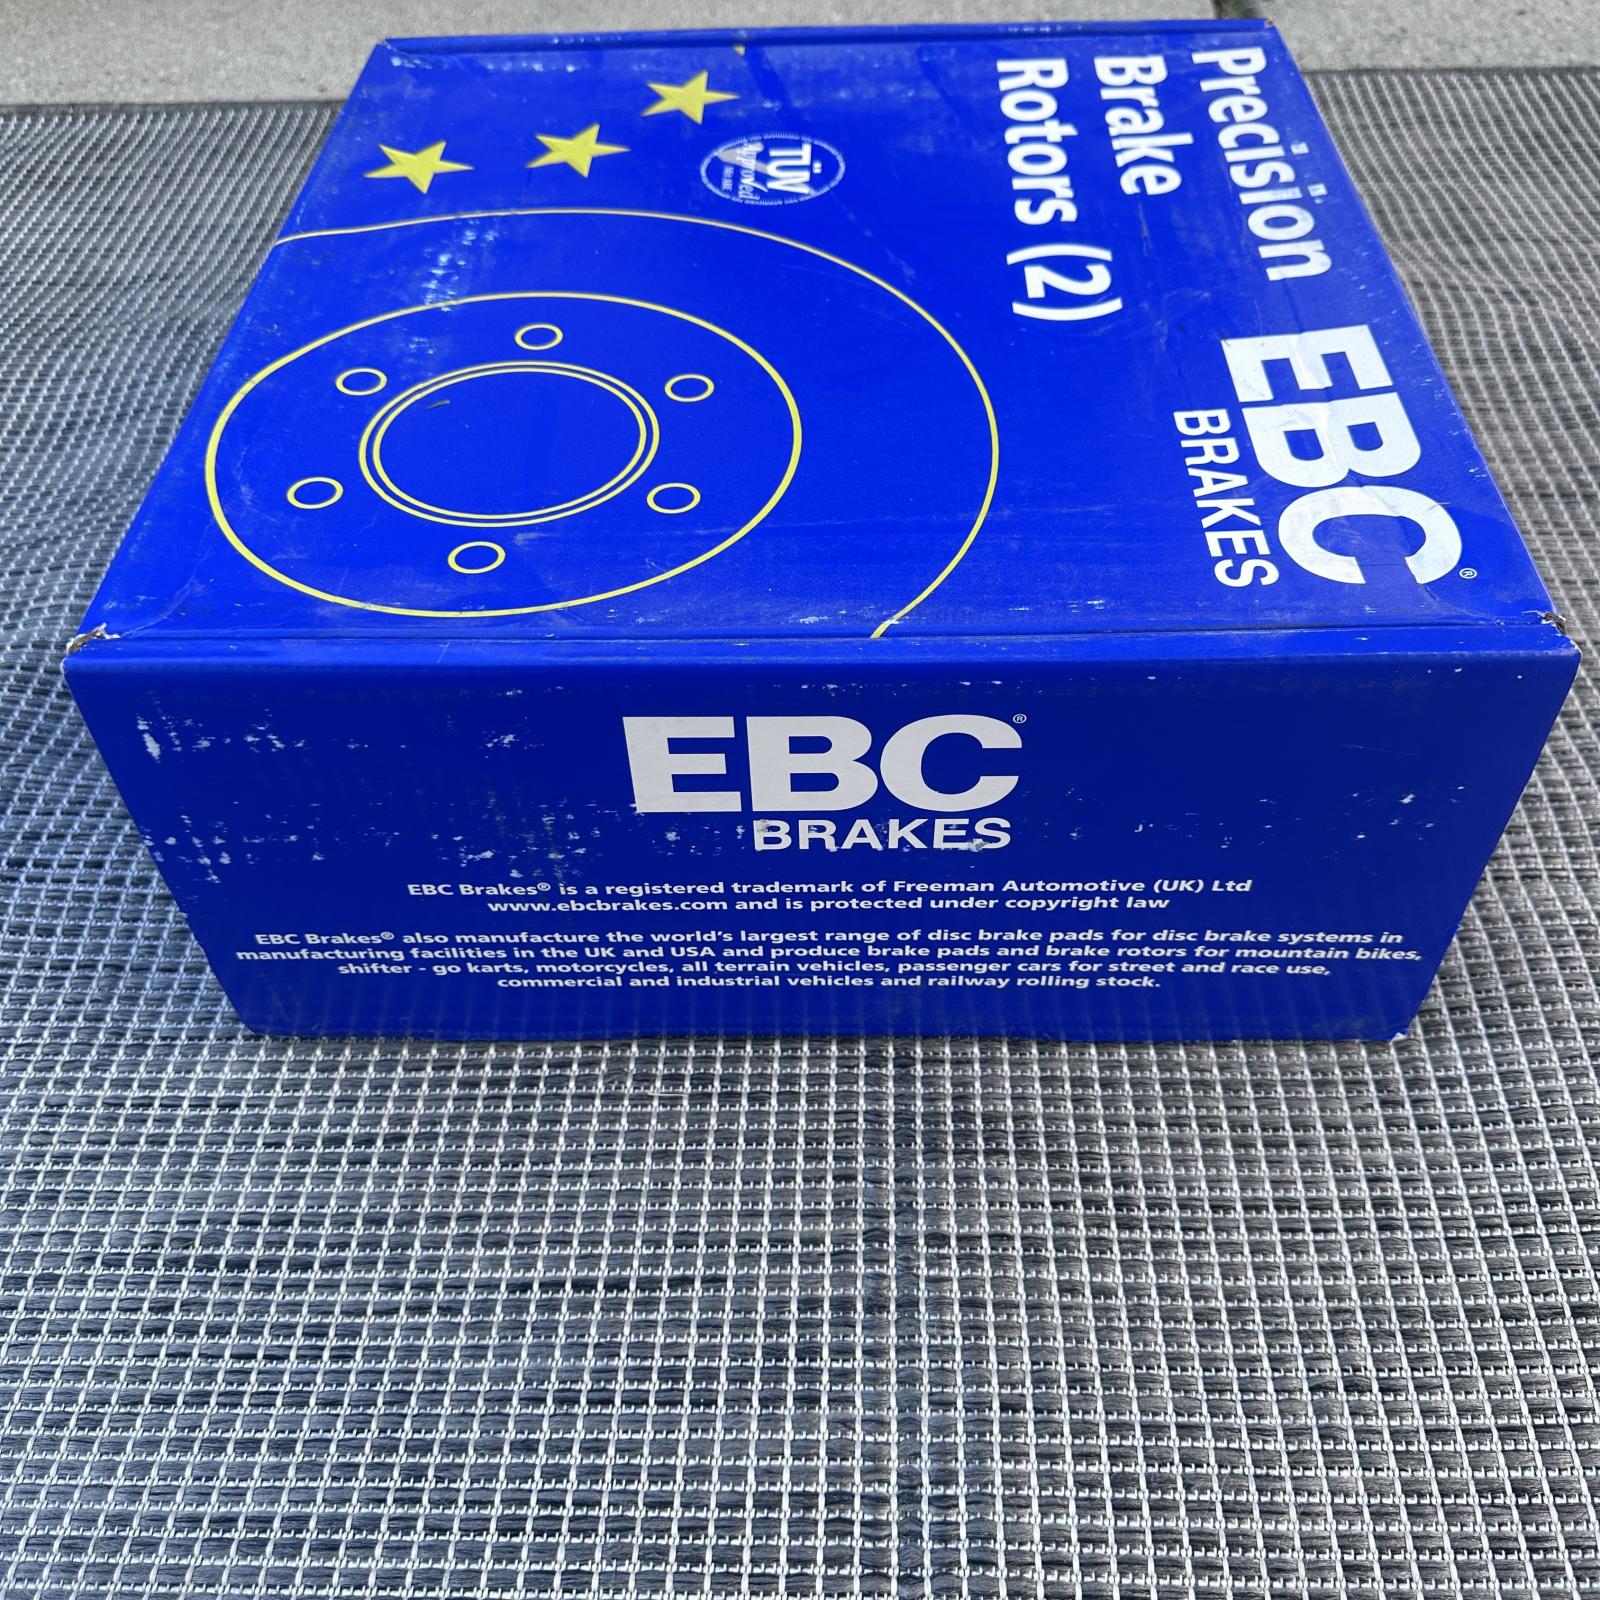 Precision
Brake
Rotors (2)
EBC®
BRAKES
TÜV
Approved
EBC®
BRAKES
EBC Brakes® is a registered trademark of Freeman Automotive (UK) Ltd
www.ebcbrakes.com and is protected under copyright law
EBC Brakes® also manufacture the world's largest range of disc brake pads for disc brake systems in
manufacturing facilities in the UK and USA and produce brake pads and brake rotors for mountain bikes,
shifter - go karts, motorcycles, all terrain vehicles, passenger cars for street and race use,
commercial and industrial vehicles and railway rolling stock.